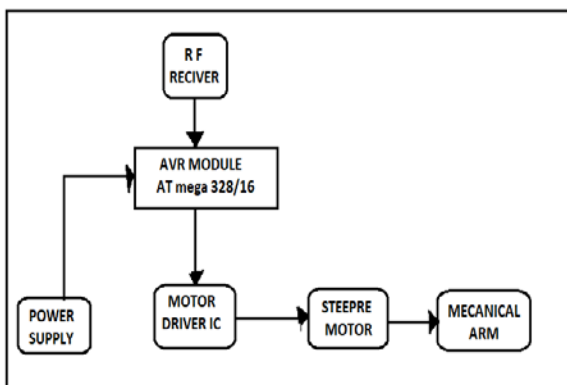 R F
RECIVER
AVR MODULE
AT mega 328/16
POWER
SUPPLY
MOTOR
DRIVER IC
STEEPRE
MOTOR
MECANICAL
ARM